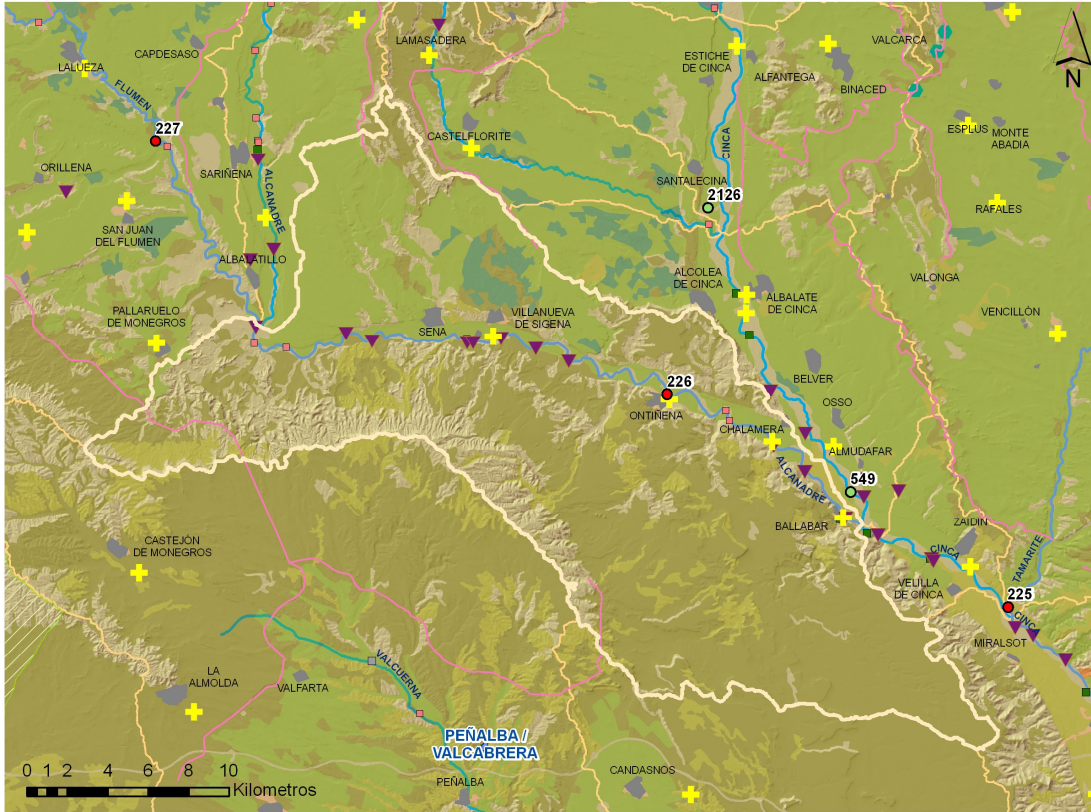 LAMASADERA
ESTICHE
DE CINCA
VALCARCA
CAPDESASO
LALUEZA
ALFANTEGA
BINACED
N
FLUMEN
227
CASTELFLORITE
CINCA
ESPLUS
MONTE
ABADIA
ORILLENA
SARIÑENA
ALCANADRE
SANTALECINA
2126
RAFALES
SAN JUAN
DEL FLUMEN
ALBALATILLO
ALCOLEA
DE CINCA
VALONGA
ALBALATE
DE CINCA
PALLARUELO
DE MONEGROS
SENA
VILLANUEVA
DE SIGENA
VENCILLÓN
BELVER
226
OSSO
ONTIÑENA
CHALAMERA
ALMUDAFAR
ALCANADRE
549
BALLABAR
ZAIDIN
CASTEJÓN
DE MONEGROS
CINCA
TAMARITE
VELILLA
DE CINCA
225
CINCA
MIRALSOT
LA
ALMOLDA
VALFARTA
VALCUERNA
PEÑALBA /
VALCABRERA
PEÑALBA
CANDASNOS
0 1 2 4 6 8 10
Kilometros